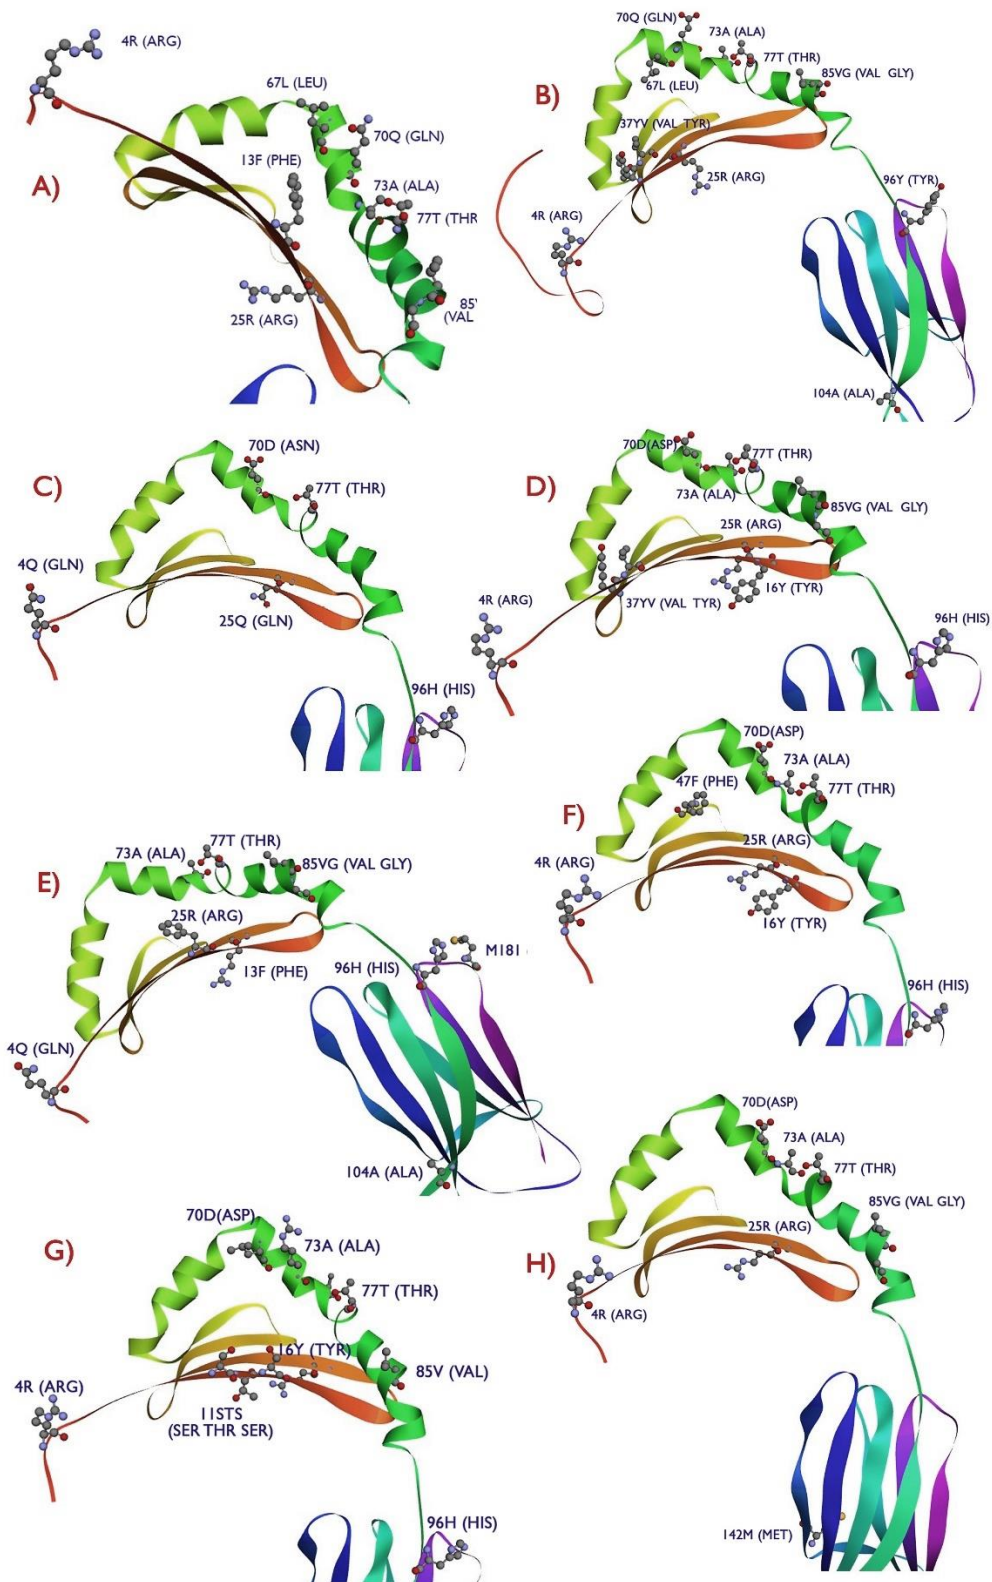 A)
4R (ARG)
67L (LEU)
13F (PHE)
70Q (GLN)
73A (ALA)
77T (THR
25R (ARG)
85V
(VAL
B)
70Q (GLN)
73A (ALA)
77T (THR)
67L (LEU)
85VG (VAL GLY)
37YV (VAL TYR)
25R (ARG)
96Y (TYR)
4R (ARG)
104A (ALA)
C)
70D (ASN)
77T (THR)
4Q (GLN)
25Q (GLN)
96H (HIS)
D)
70D(ASP)
77T (THR)
73A (ALA)
85VG (VAL GLY)
25R (ARG)
4R (ARG)
37YV (VAL TYR)
16Y (TYR)
96H (HIS)
E)
77T (THR)
73A (ALA)
85VG (VAL GLY)
25R (ARG)
13F (PHE)
96H (HIS)
M181
4Q (GLN)
104A (ALA)
F)
70D(ASP)
73A (ALA)
47F (PHE)
77T (THR)
25R (ARG)
4R (ARG)
16Y (TYR)
96H (HIS)
G)
70D(ASP)
73A (ALA)
77T (THR)
16Y (TYR)
85V (VAL)
4R (ARG)
11STS
(SER THR SER)
96H (HIS)
H)
70D(ASP)
73A (ALA)
77T (THR)
85VG (VAL GLY)
25R (ARG)
4R (ARG)
142M (MET)